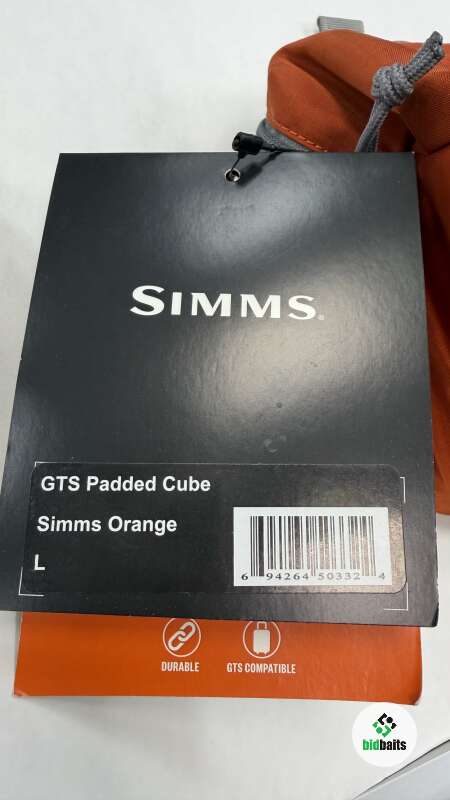 SIMMS®
GTS Padded Cube
Simms Orange
L
6 94264 50332 4
DURABLE
GTS COMPATIBLE
bidbaits